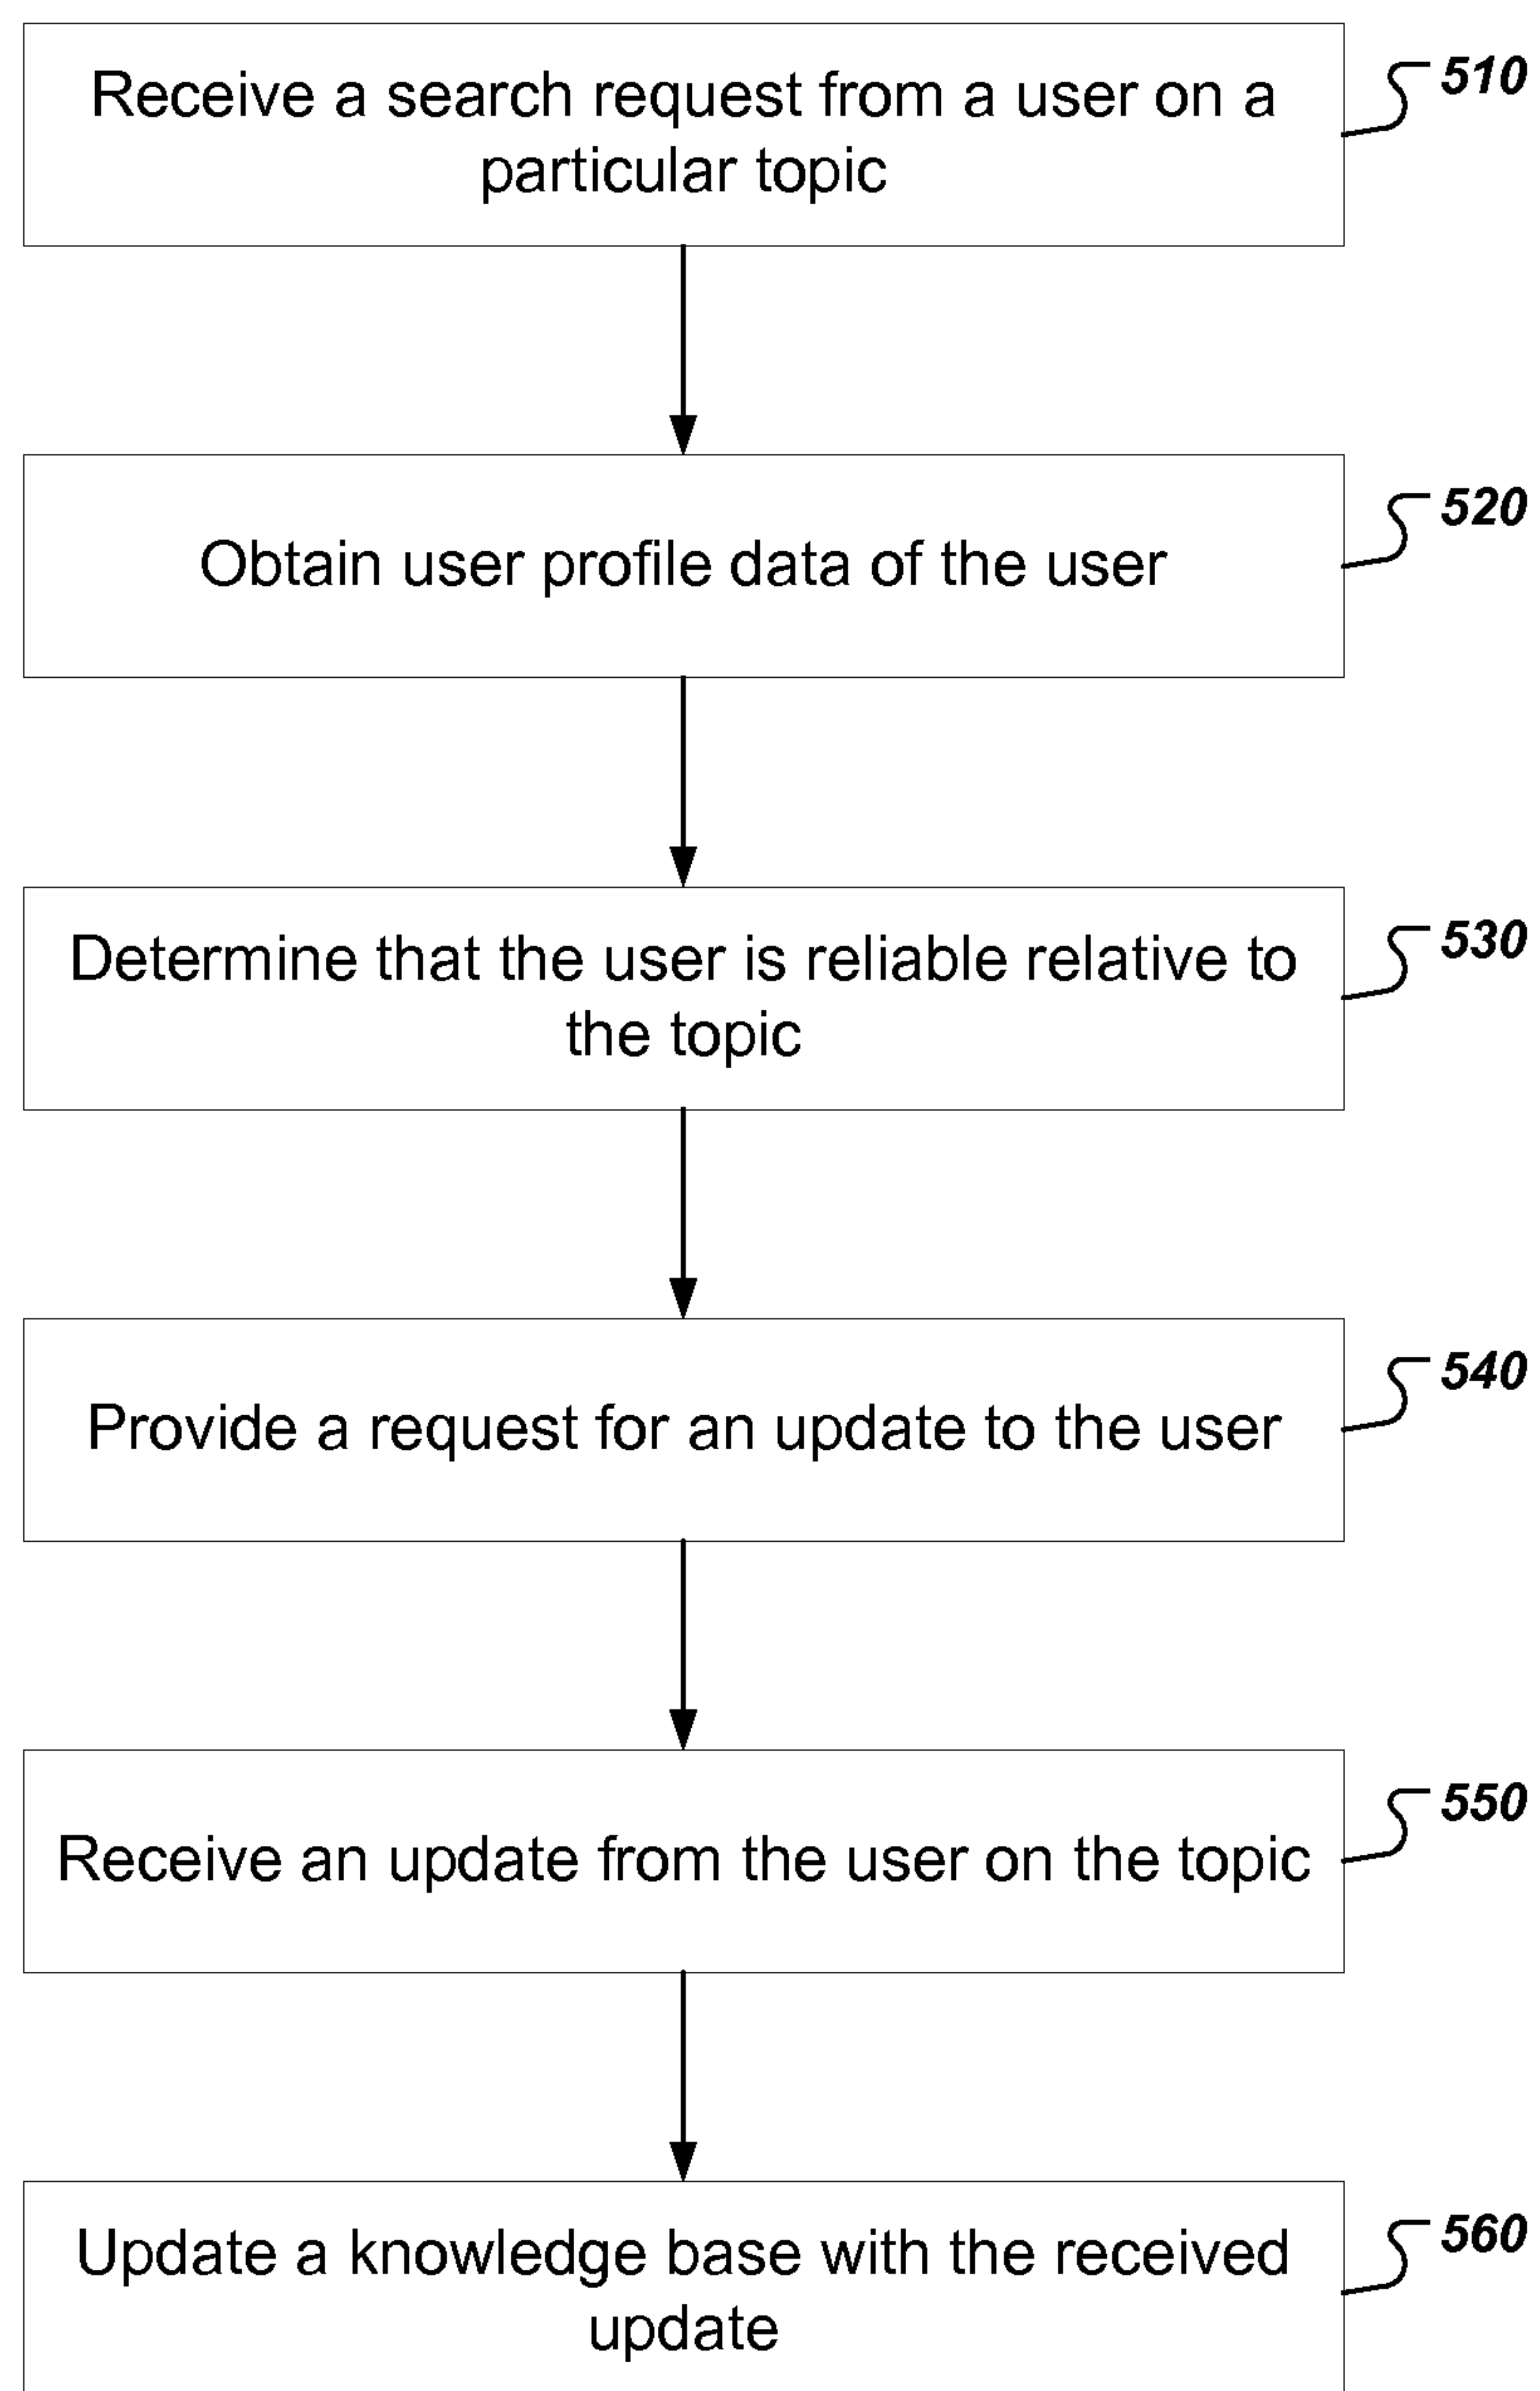 Receive a search request from a user on a
particular topic
510
Obtain user profile data of the user
520
Determine that the user is reliable relative to
the topic
530
Provide a request for an update to the user
540
Receive an update from the user on the topic
550
Update a knowledge base with the received
update
560